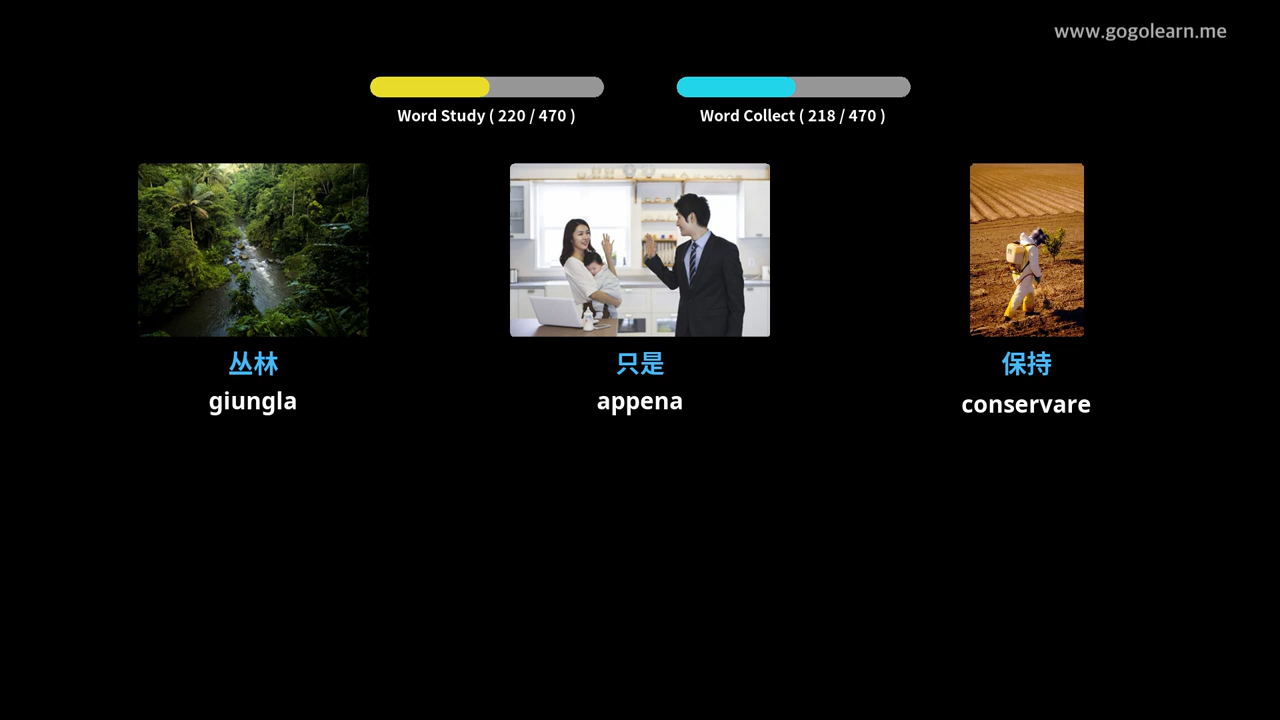 www.gogolearn.me
Word Study ( 220 / 470 )
Word Collect ( 218 / 470 )
丛林
giungla
只是
appena
保持
conservare